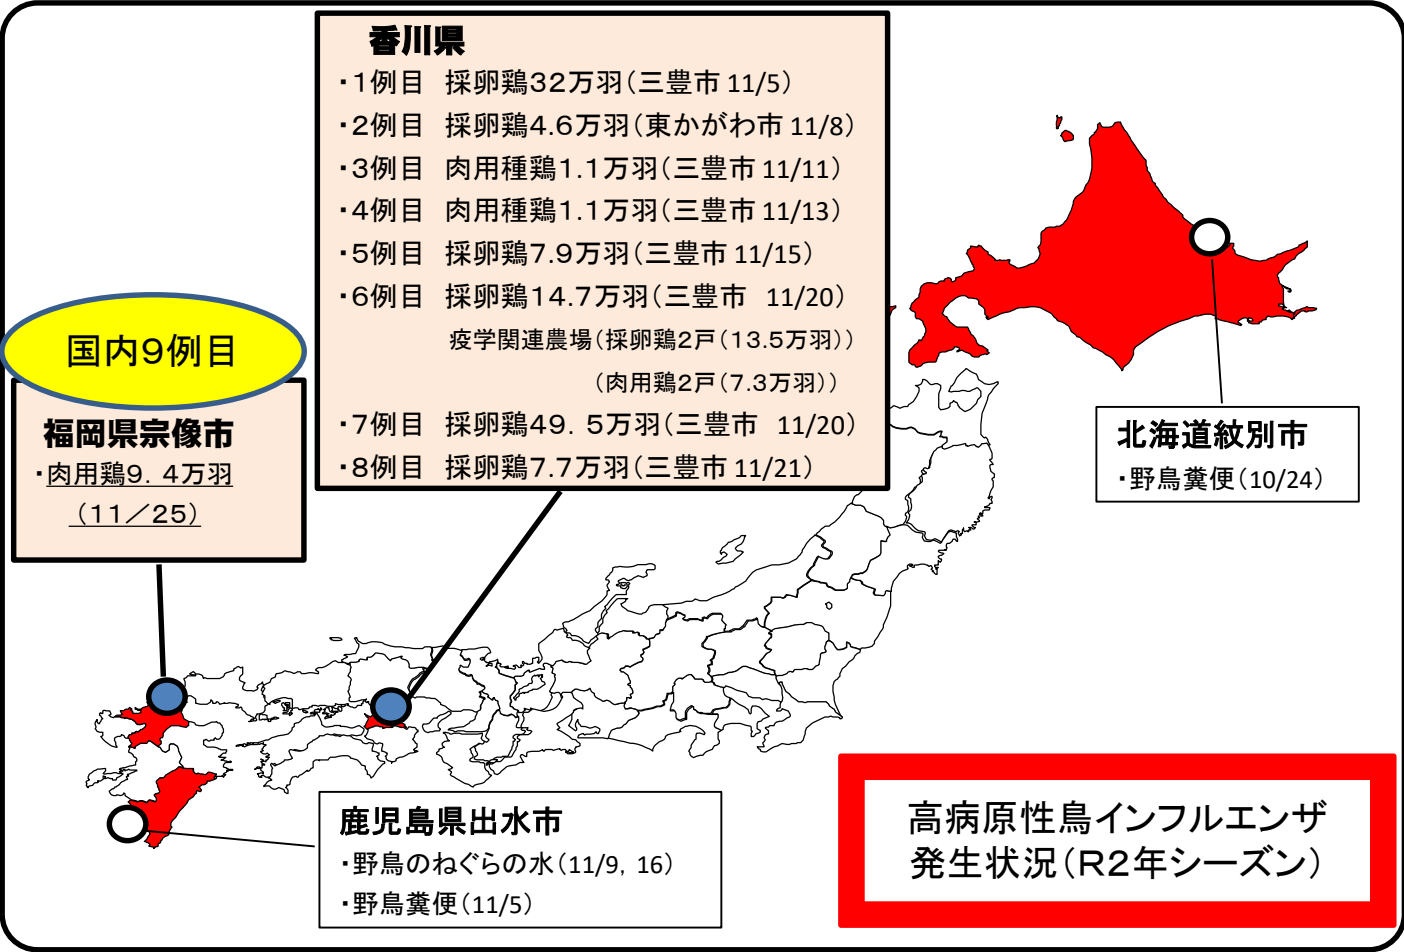 香川県
・1例目　採卵鶏32万羽（三豊市 11/5）
・2例目　採卵鶏4.6万羽（東かがわ市 11/8）
・3例目　肉用種鶏1.1万羽（三豊市 11/11）
・4例目　肉用種鶏1.1万羽（三豊市 11/13）
・5例目　採卵鶏7.9万羽（三豊市 11/15）
・6例目　採卵鶏14.7万羽（三豊市　11/20）
疫学関連農場（採卵鶏2戸（13.5万羽））
（肉用鶏2戸（7.3万羽））
・7例目　採卵鶏49．5万羽（三豊市　11/20）
・8例目　採卵鶏7.7万羽（三豊市 11/21）
国内9例目
福岡県宗像市
・肉用鶏9．4万羽
（11／25）
北海道紋別市
・野鳥糞便（10/24）
鹿児島県出水市
・野鳥のねぐらの水（11/9, 16）
・野鳥糞便（11/5）
高病原性鳥インフルエンザ
発生状況（R2年シーズン）